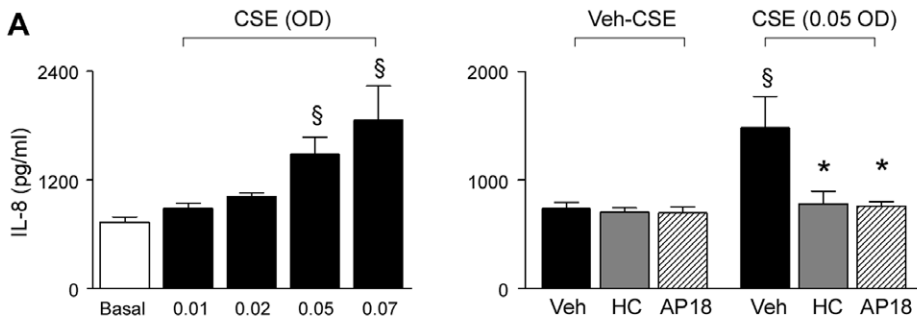 A
CSE (OD)
Veh-CSE
CSE (0.05 OD)
IL-8 (pg/ml)
2400
1200
0
§
§
Basal
0.01
0.02
0.05
0.07
2000
1000
0
§
*
*
Veh
HC
AP18
Veh
HC
AP18